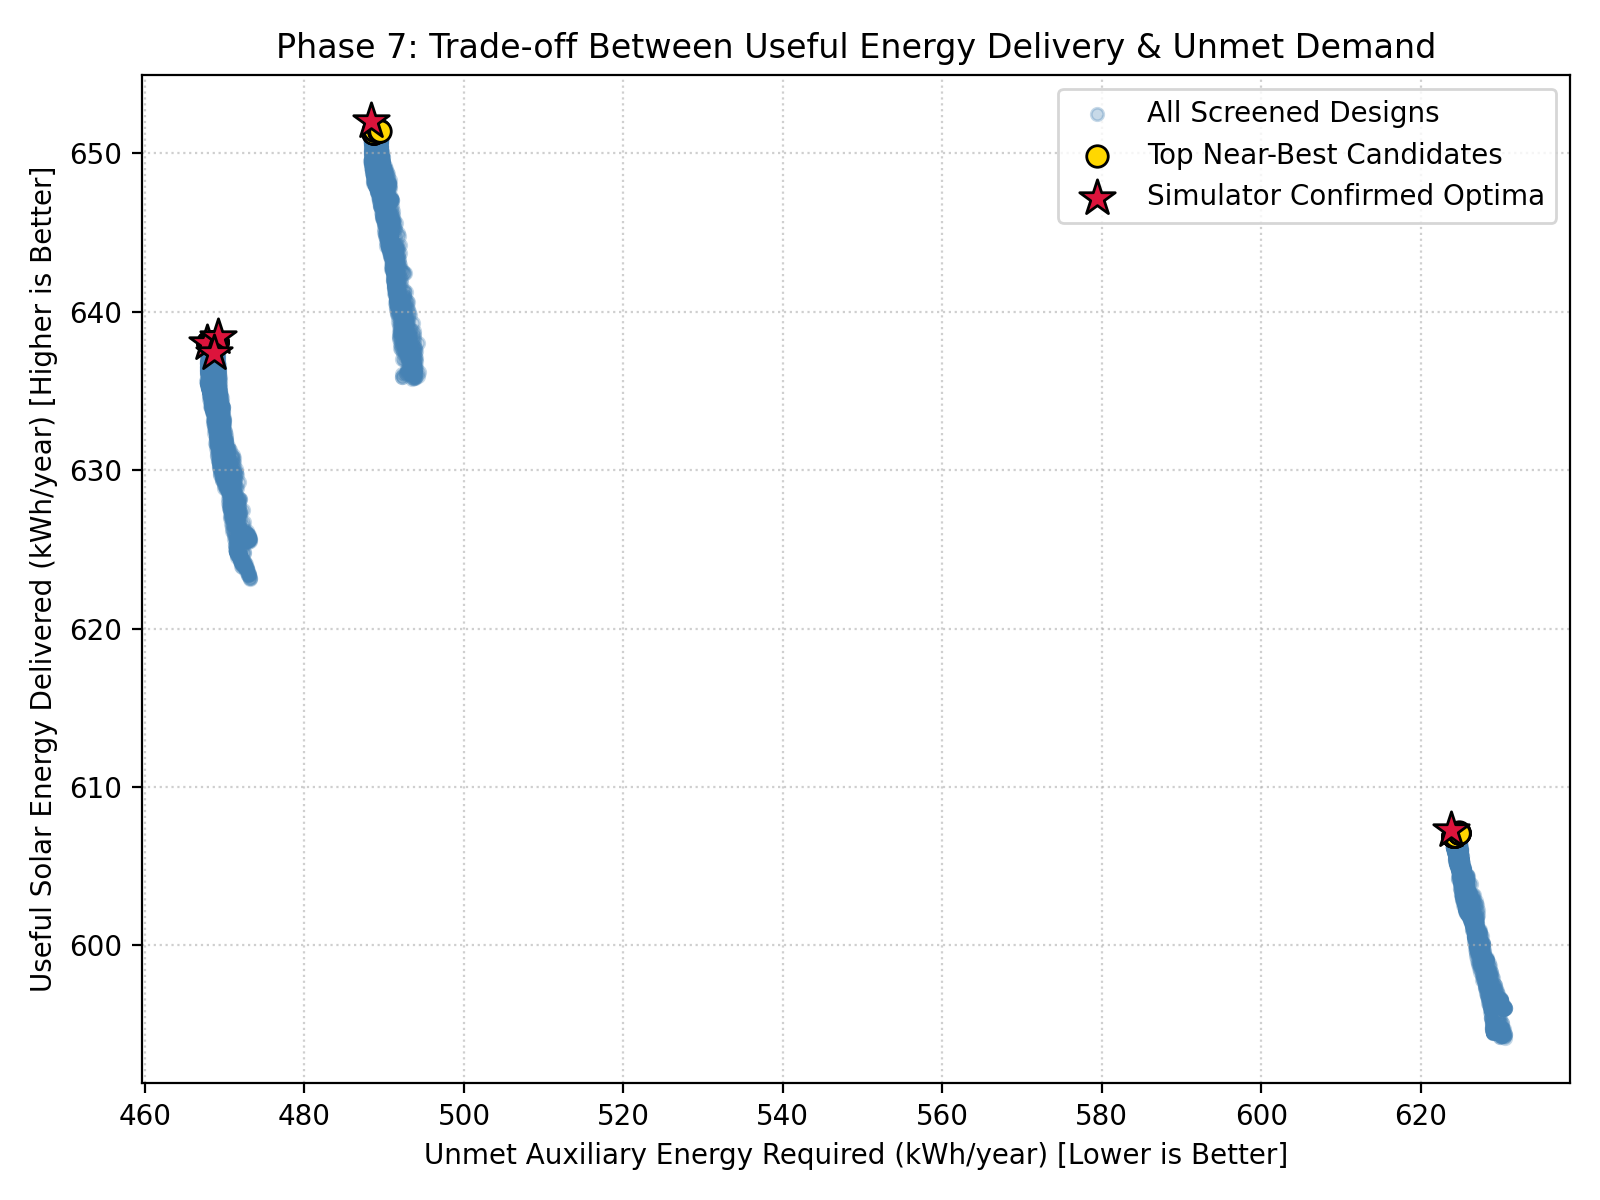 Phase 7: Trade-off Between Useful Energy Delivery & Unmet Demand
All Screened Designs
Top Near-Best Candidates
Simulator Confirmed Optima
Useful Solar Energy Delivered (kWh/year) [Higher is Better]
650
640
630
620
610
600
460
480
500
520
540
560
580
600
620
Unmet Auxiliary Energy Required (kWh/year) [Lower is Better]